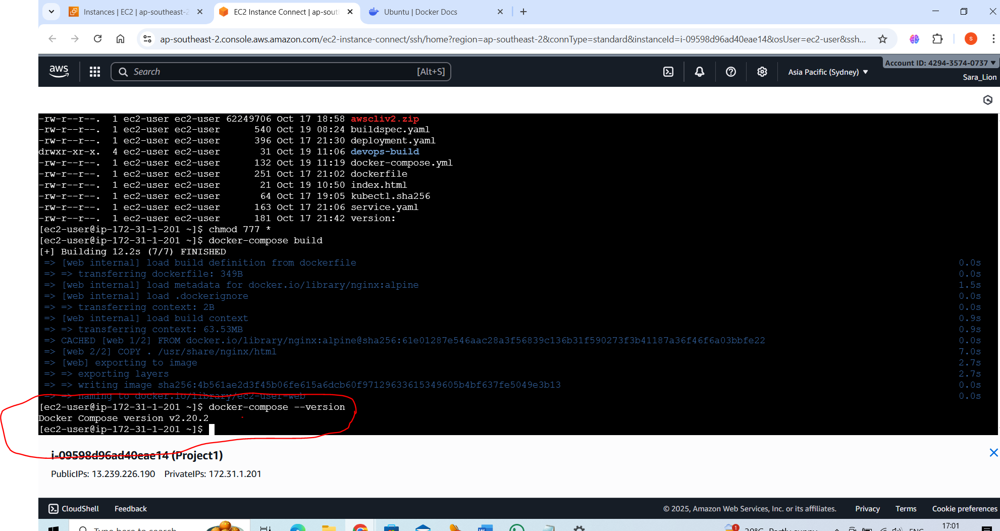 Instances | EC2 | ap-southeast-2
EC2 Instance Connect | ap-sout
Ubuntu | Docker Docs
ap-southeast-2.console.aws.amazon.com/ec2-instance-connect/ssh/home?region=ap-southeast-2&connType=standard&instanceId=i-09598d96ad40eae14&osUser=ec2-user&ssh...
s
aws
Search
[Alt+S]
Asia Pacific (Sydney)
Account ID: 4294-3574-0737
Sara_Lion
-rw-r--r--. 1 ec2-user ec2-user 62249706 Oct 17 18:58 awscliv2.zip
-rw-r--r--. 1 ec2-user ec2-user 540 Oct 19 08:24 buildspec.yaml
-rw-r--r--. 1 ec2-user ec2-user 396 Oct 17 21:30 deployment.yaml
drwxr-xr-x. 4 ec2-user ec2-user 31 Oct 19 11:06 devops-build
-rw-r--r--. 1 ec2-user ec2-user 132 Oct 19 11:19 docker-compose.yml
-rw-r--r--. 1 ec2-user ec2-user 251 Oct 17 21:02 dockerfile
-rw-r--r--. 1 ec2-user ec2-user 21 Oct 19 10:50 index.html
-rw-r--r--. 1 ec2-user ec2-user 64 Oct 17 19:05 kubectl.sha256
-rw-r--r--. 1 ec2-user ec2-user 163 Oct 17 21:06 service.yaml
-rw-r--r--. 1 ec2-user ec2-user 181 Oct 17 21:42 version:
[ec2-user@ip-172-31-1-201 ~]$ chmod 777 *
[ec2-user@ip-172-31-1-201 ~]$ docker-compose build
[+] Building 12.2s (7/7) FINISHED
=> [web internal] load build definition from dockerfile 0.0s
=> => transferring dockerfile: 349B 0.0s
=> [web internal] load metadata for docker.io/library/nginx:alpine 1.5s
=> [web internal] load .dockerignore 0.0s
=> => transferring context: 2B 0.0s
=> [web internal] load build context 0.9s
=> => transferring context: 63.53MB 0.9s
=> CACHED [web 1/2] FROM docker.io/library/nginx:alpine@sha256:61e01287e546aac28a3f56839c136b31f590273f3b41187a36f46f6a03bbfe22 0.0s
=> [web 2/2] COPY . /usr/share/nginx/html 7.0s
=> [web] exporting to image 2.7s
=> => exporting layers 2.7s
=> => writing image sha256:4b561ae2d3f45b06fe615a6dcb60f97129633615349605b4bf637fe5049e3b13 0.0s
=> => naming to docker.io/library/ec2-user-web 0.0s
[ec2-user@ip-172-31-1-201 ~]$ docker-compose --version
Docker Compose version v2.20.2
[ec2-user@ip-172-31-1-201 ~]$
i-09598d96ad40eae14 (Project1)
PublicIPs: 13.239.226.190 PrivateIPs: 172.31.1.201
CloudShell
Feedback
© 2025, Amazon Web Services, Inc. or its affiliates.
Privacy
Terms
Cookie preferences
Type here to search
1
20°C Partly sunny
ENG
17:01